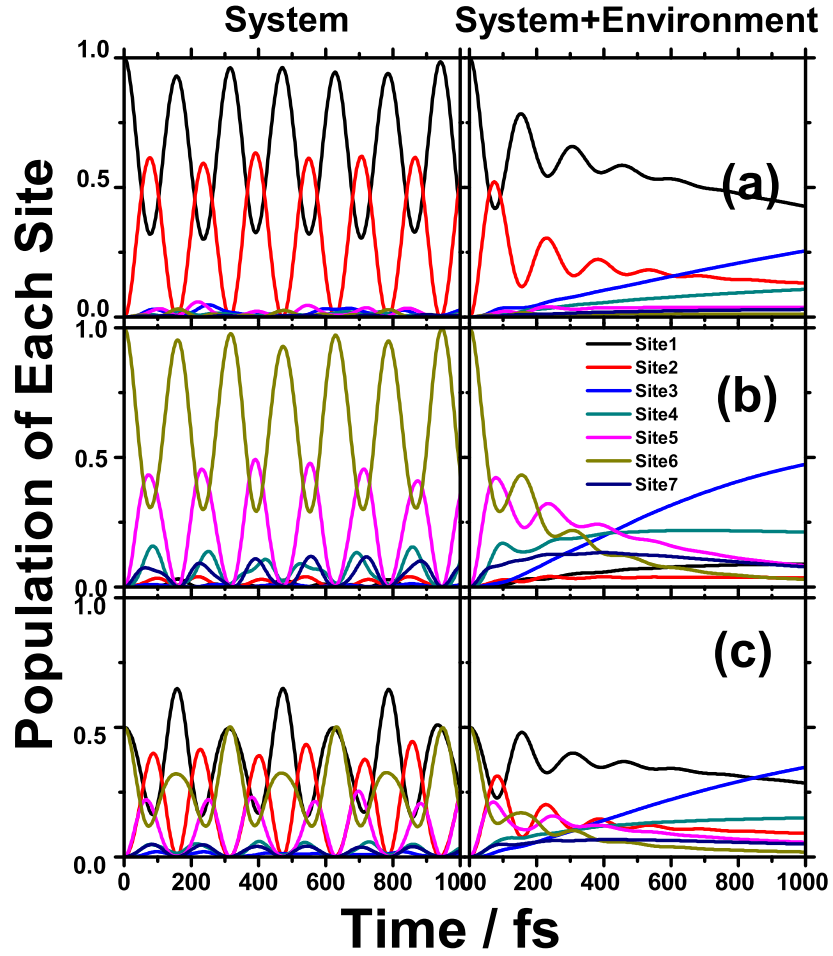 System
System+Environment
Population of Each Site
1.0
0.5
0.0
(a)
1.0
0.5
0.0
Site1
Site2
Site3
Site4
Site5
Site6
Site7
(b)
1.0
0.5
0.0
(c)
0 200 400 600 800 1000 200 400 600 800 1000
Time / fs